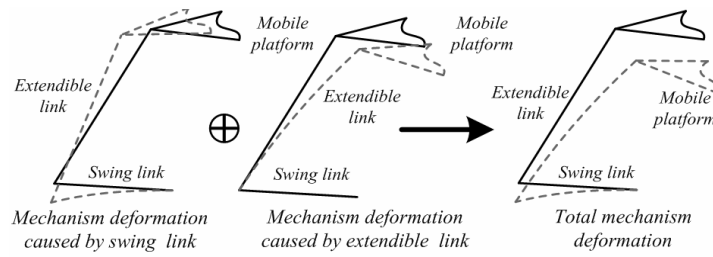 Mobile
platform
Extendible
link
Swing link
Mechanism deformation
caused by swing link
Mobile
platform
Extendible
link
Swing link
Mechanism deformation
caused by extendible link
Extendible
link
Mobile
platform
Swing link
Total mechanism
deformation